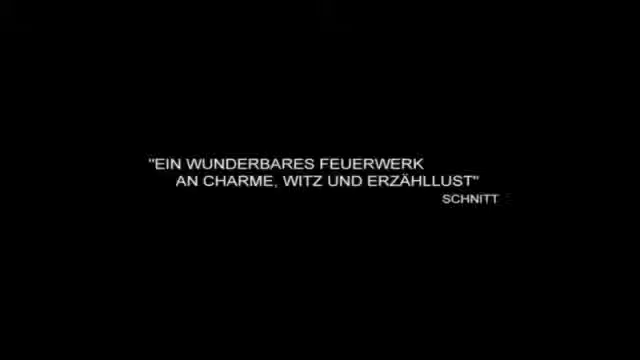 "EIN WUNDERBARES FEUERWERK
AN CHARME, WITZ UND ERZÄHLLUST"
SCHNITT